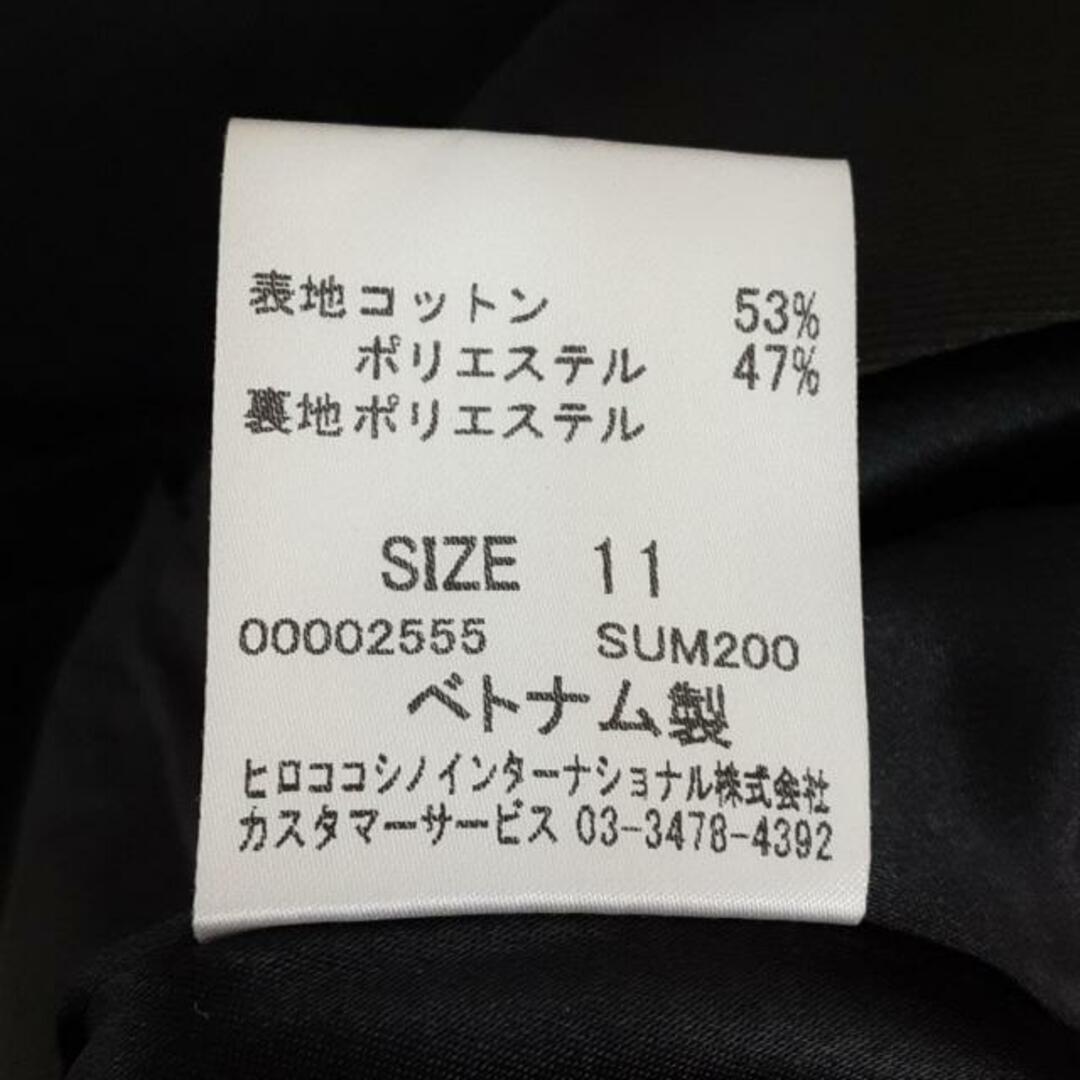 表地コットン 53%
ポリエステル 47%
裏地ポリエステル
SIZE 11
00002555 SUM200
ベトナム製
ヒロココシノインターナショナル株式会社
カスタマーサービス 03-3478-4392